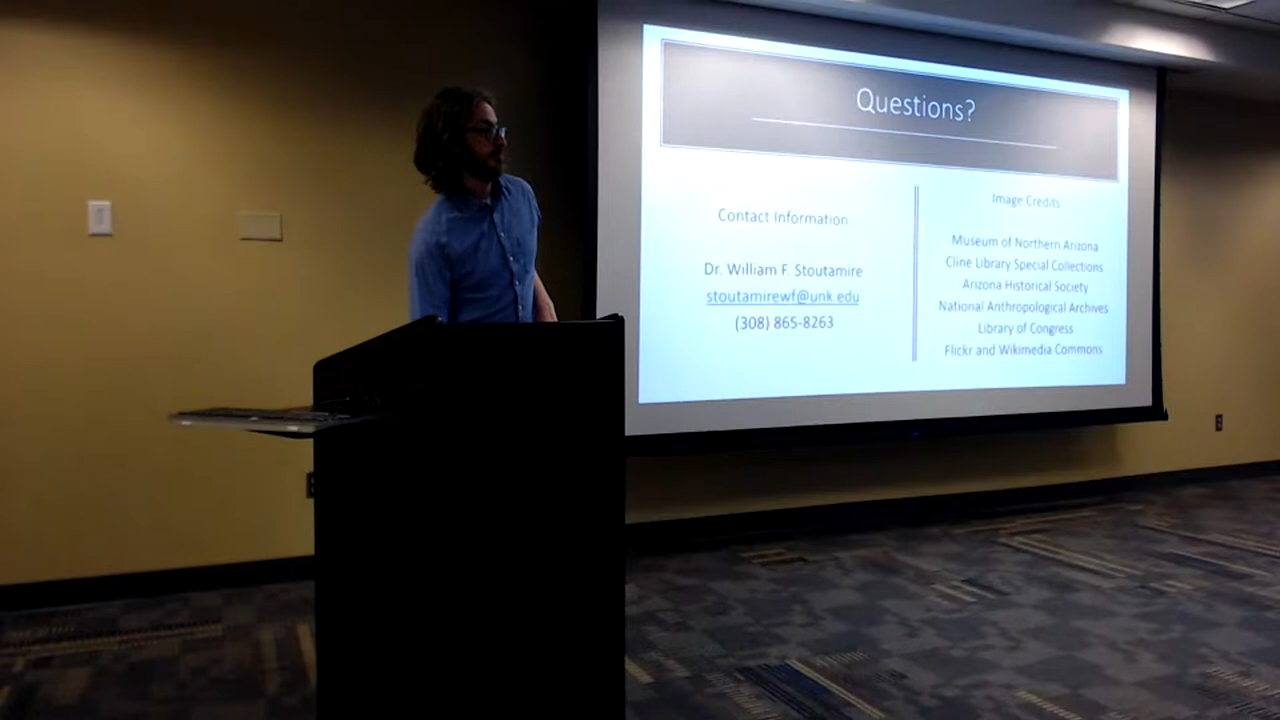 Questions?
Contact Information
Dr. William F. Stoutamire
stoutamirewf@unk.edu
(308) 865-8263
Image Credits
Museum of Northern Arizona
Cline Library Special Collections
Arizona Historical Society
National Anthropological Archives
Library of Congress
Flickr and Wikimedia Commons